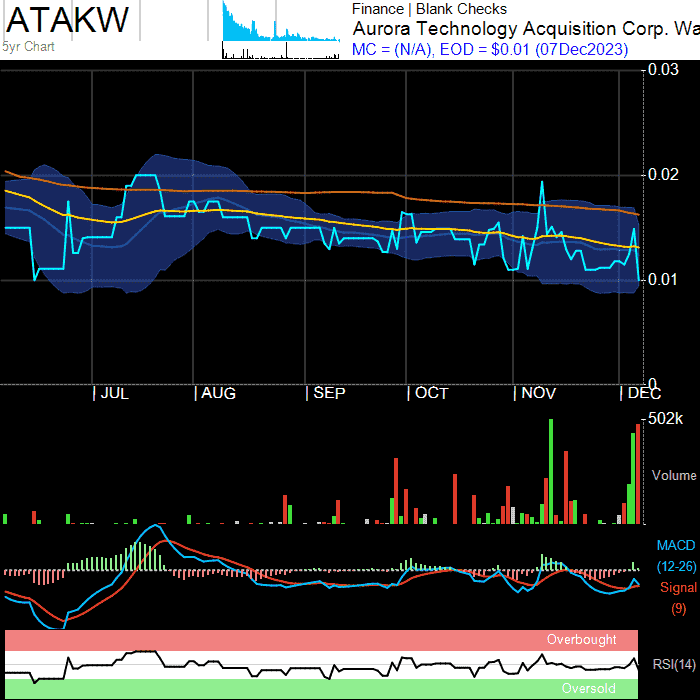 ATAKW
5yr Chart
Finance | Blank Checks
Aurora Technology Acquisition Corp. Wa
MC = (N/A), EOD = $0.01 (07Dec2023)
0.03
0.02
0.01
0
JUL AUG SEP OCT NOV DEC
502k
Volume
MACD
(12-26)
Signal
(9)
Overbought
RSI(14)
Oversold